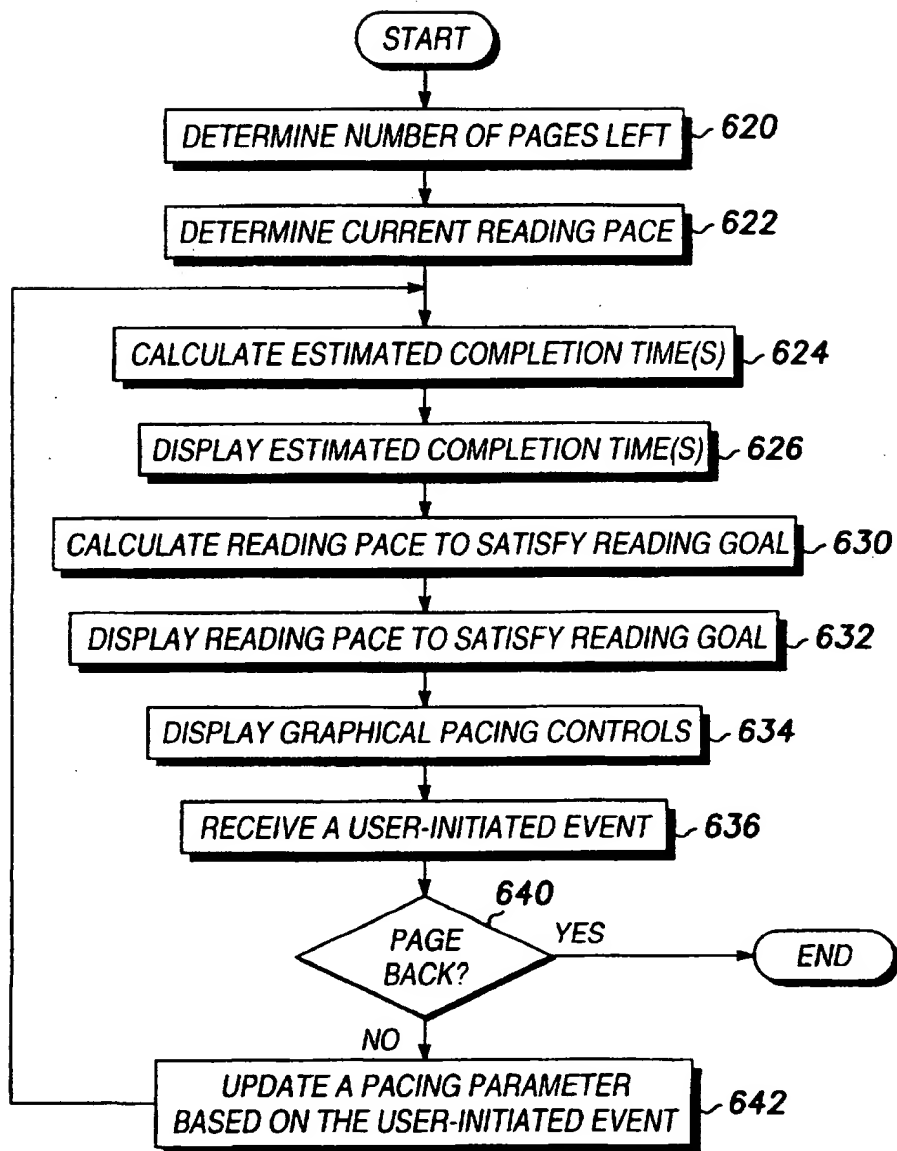 START
DETERMINE NUMBER OF PAGES LEFT 620
DETERMINE CURRENT READING PACE 622
CALCULATE ESTIMATED COMPLETION TIME(S) 624
DISPLAY ESTIMATED COMPLETION TIME(S) 626
CALCULATE READING PACE TO SATISFY READING GOAL 630
DISPLAY READING PACE TO SATISFY READING GOAL 632
DISPLAY GRAPHICAL PACING CONTROLS 634
RECEIVE A USER-INITIATED EVENT 636
640
PAGE
BACK?
YES
END
NO
UPDATE A PACING PARAMETER
BASED ON THE USER-INITIATED EVENT 642